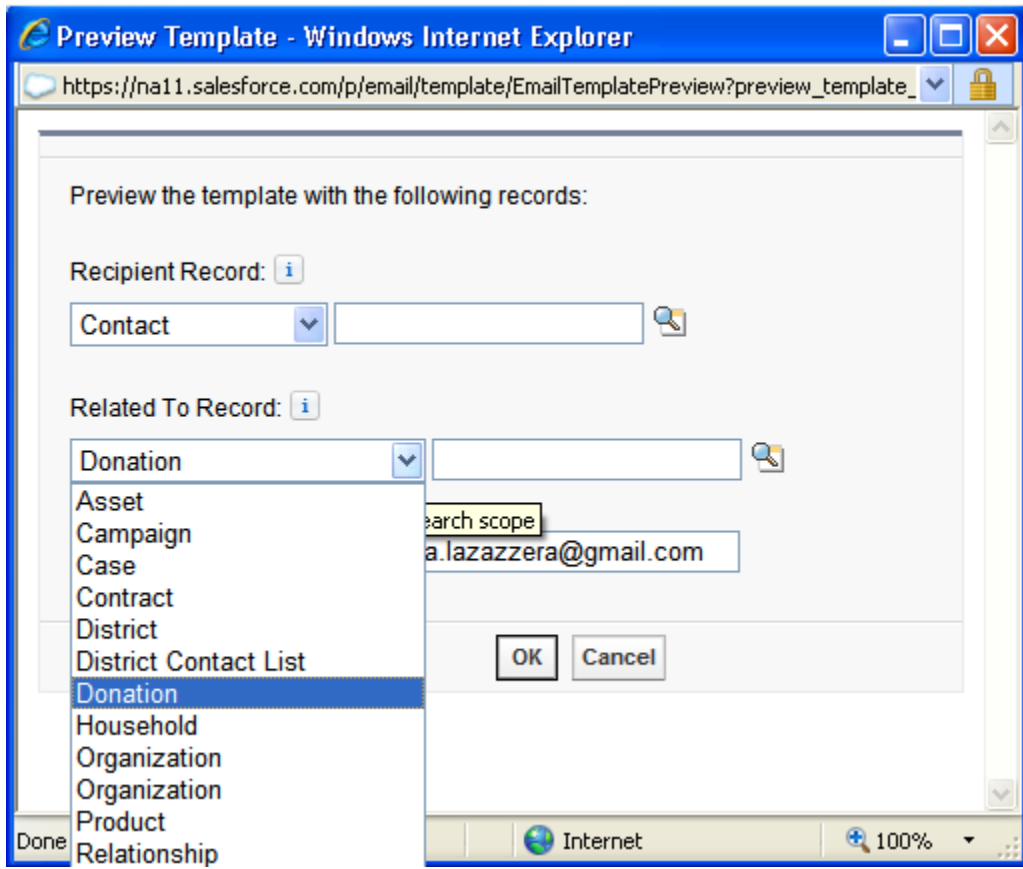 Preview Template - Windows Internet Explorer
https://na11.salesforce.com/p/email/template/EmailTemplatePreview?preview_template_
Preview the template with the following records:
Recipient Record: i
Contact
Related To Record: i
Donation
Asset
Campaign
Case
Contract
District
District Contact List
Donation
Household
Organization
Organization
Product
Relationship
earch scope
a.lazazzera@gmail.com
OK Cancel
Done Internet 100%